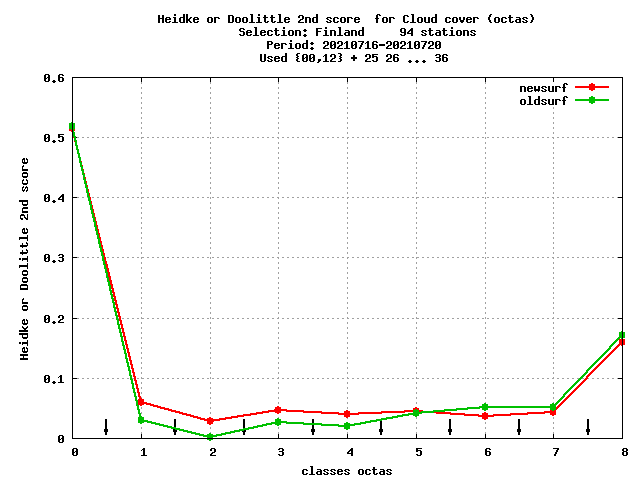 Heidke or Doolittle 2nd score  for Cloud cover (octas)
Selection: Finland     94 stations
Period: 20210716-20210720
Used {00,12} + 25 26 ... 36
newsurf
oldsurf
0.6
0.5
0.4
0.3
0.2
0.1
0
Heidke or Doolittle 2nd score
0 1 2 3 4 5 6 7 8
classes octas